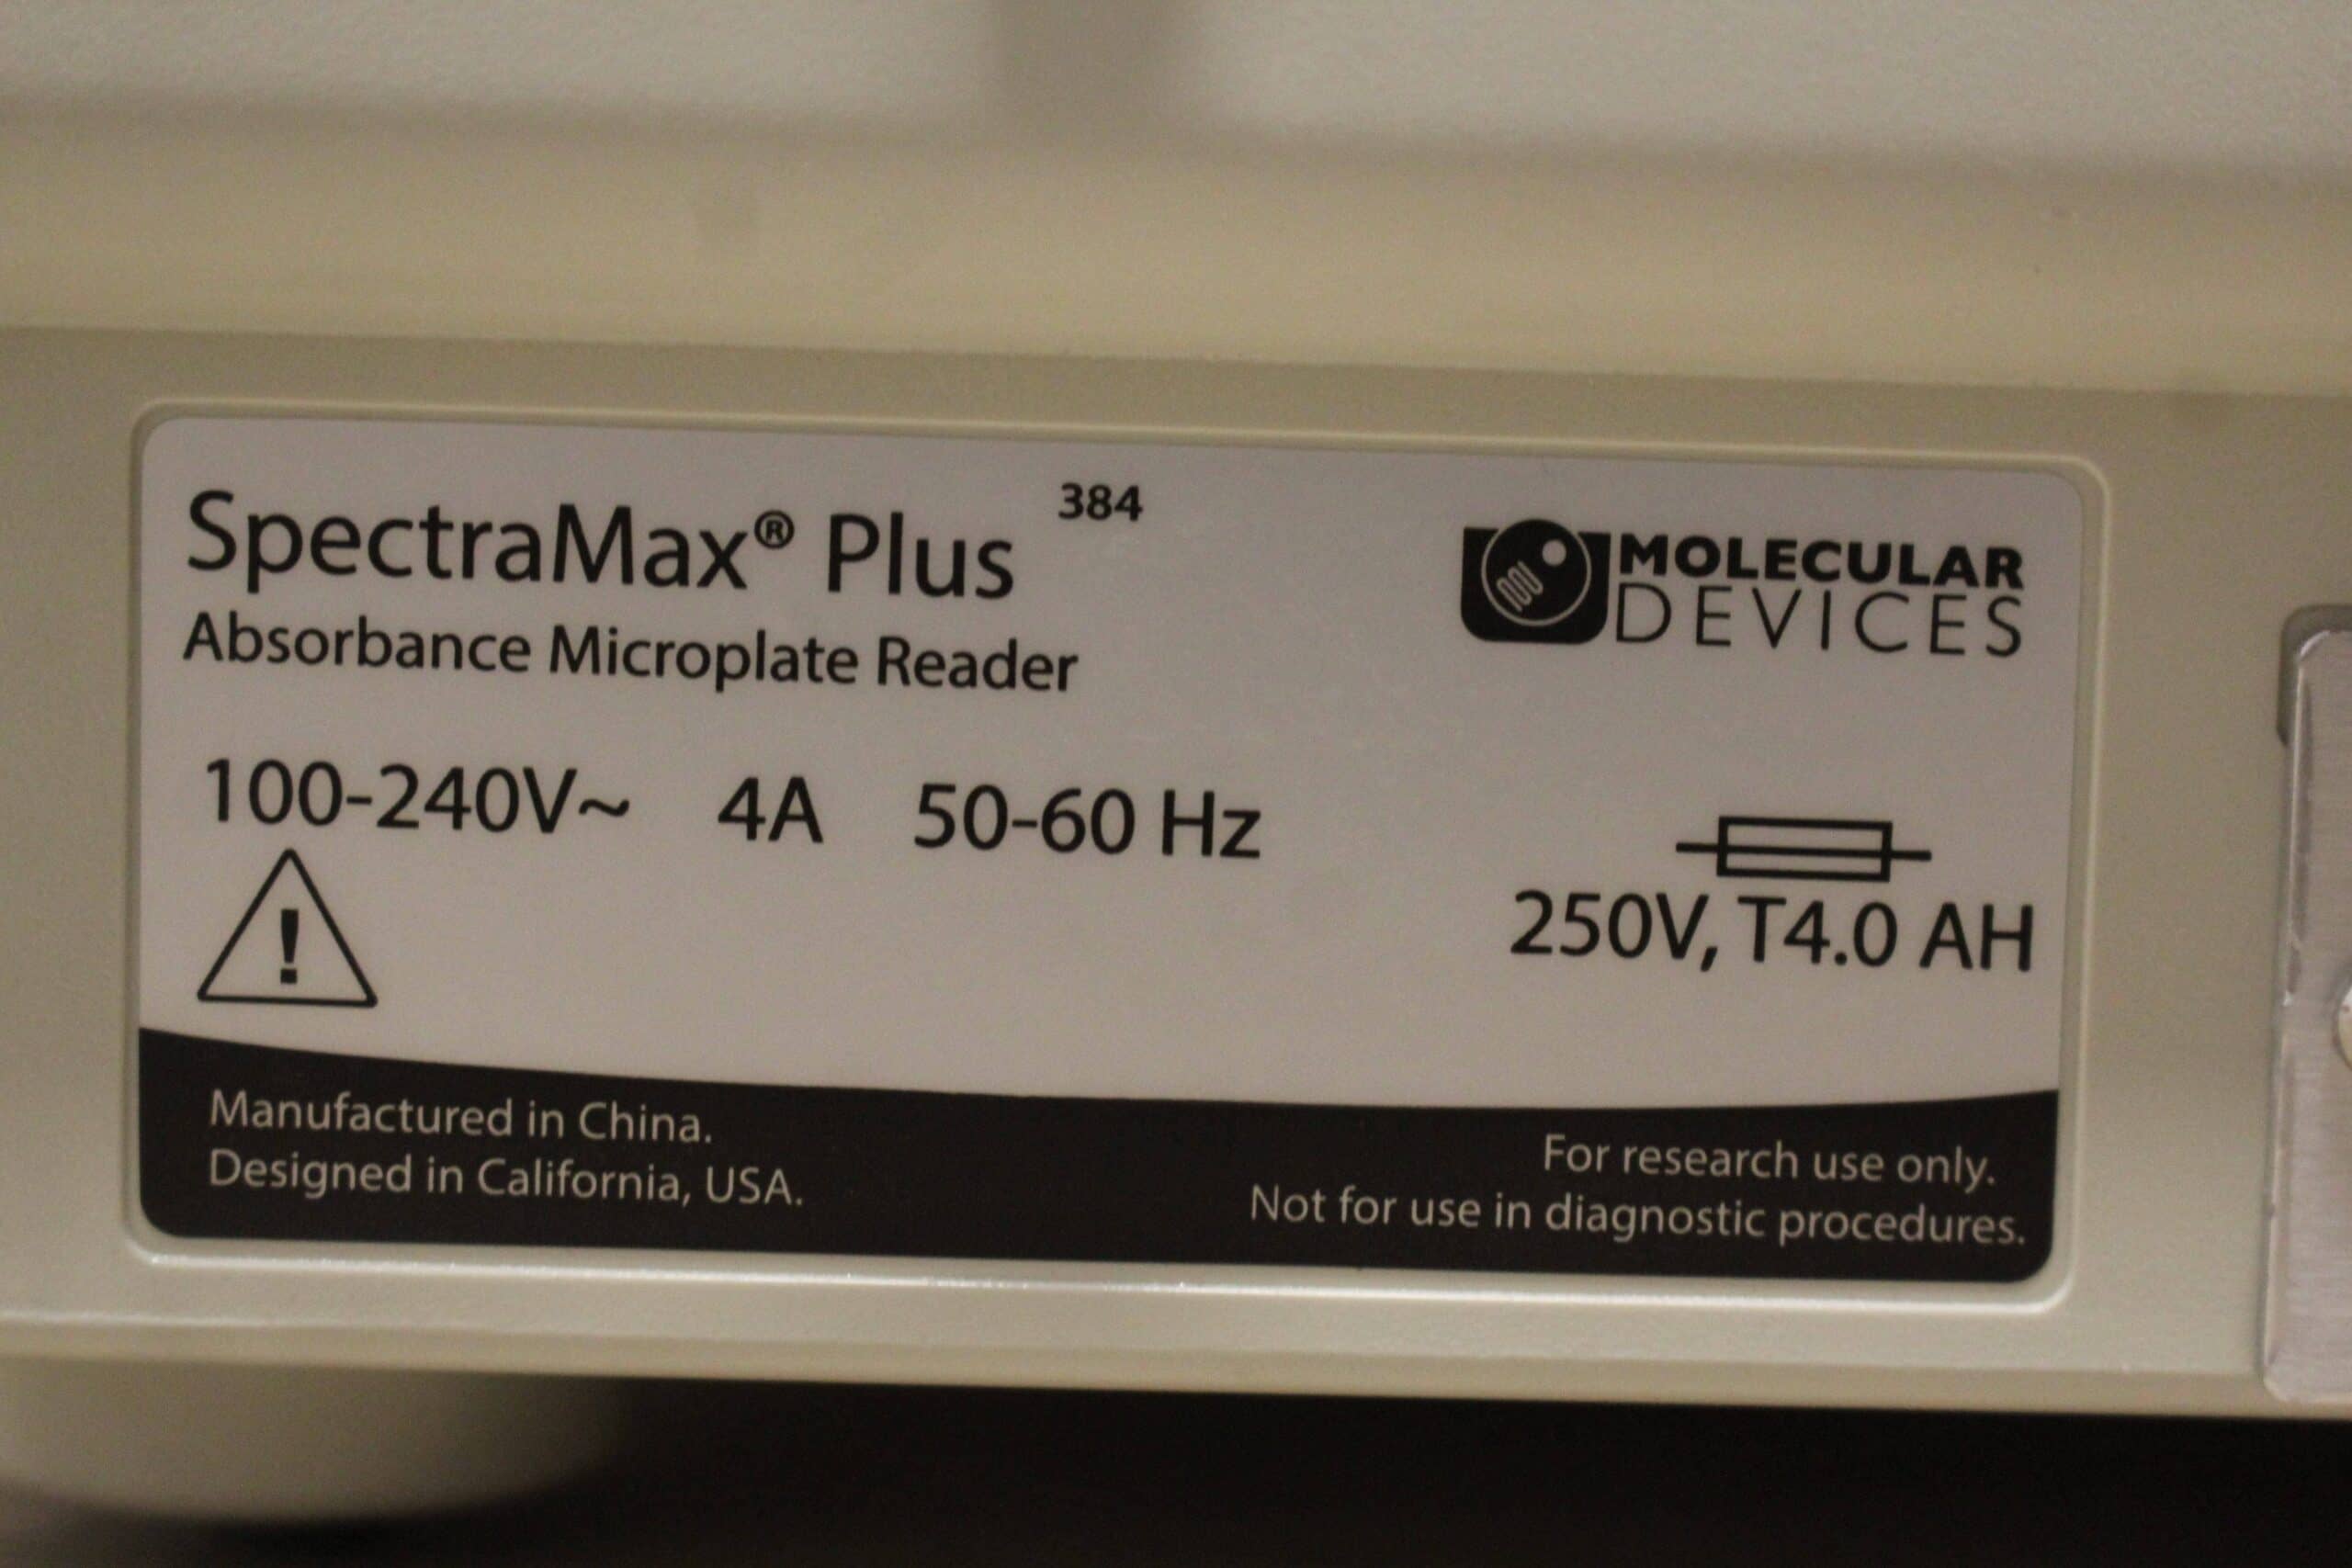 SpectraMax® Plus 384
Absorbance Microplate Reader
MOLECULAR
DEVICES
100-240V~ 4A 50-60 Hz
250V, T4.0 AH
!
Manufactured in China.
Designed in California, USA.
For research use only.
Not for use in diagnostic procedures.